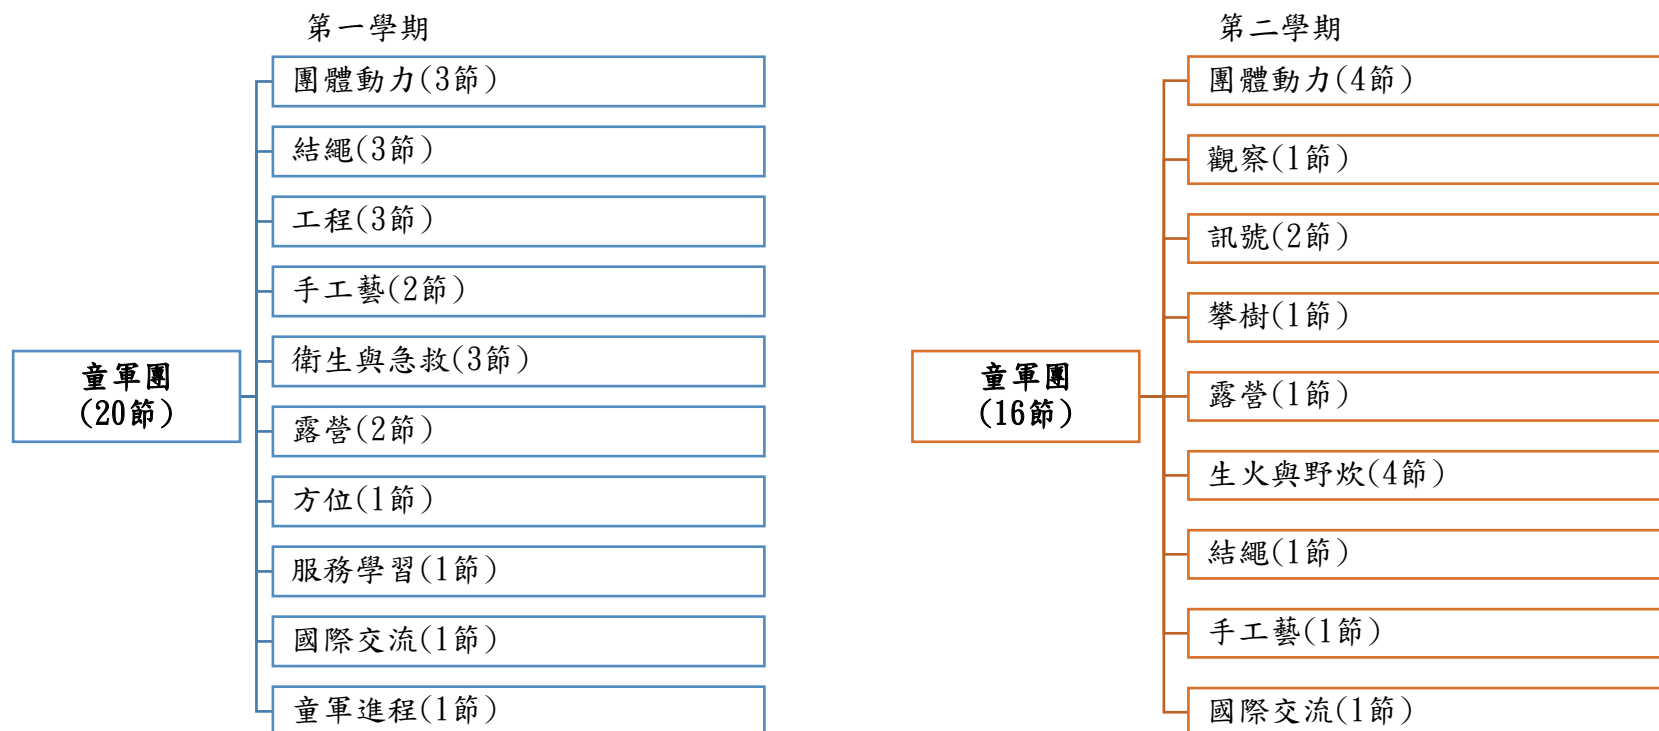 第一學期
童軍團
(20節)
團體動力(3節)
結繩(3節)
工程(3節)
手工藝(2節)
衛生與急救(3節)
露營(2節)
方位(1節)
服務學習(1節)
國際交流(1節)
童軍進程(1節)
第二學期
童軍團
(16節)
團體動力(4節)
觀察(1節)
訊號(2節)
攀樹(1節)
露營(1節)
生火與野炊(4節)
結繩(1節)
手工藝(1節)
國際交流(1節)